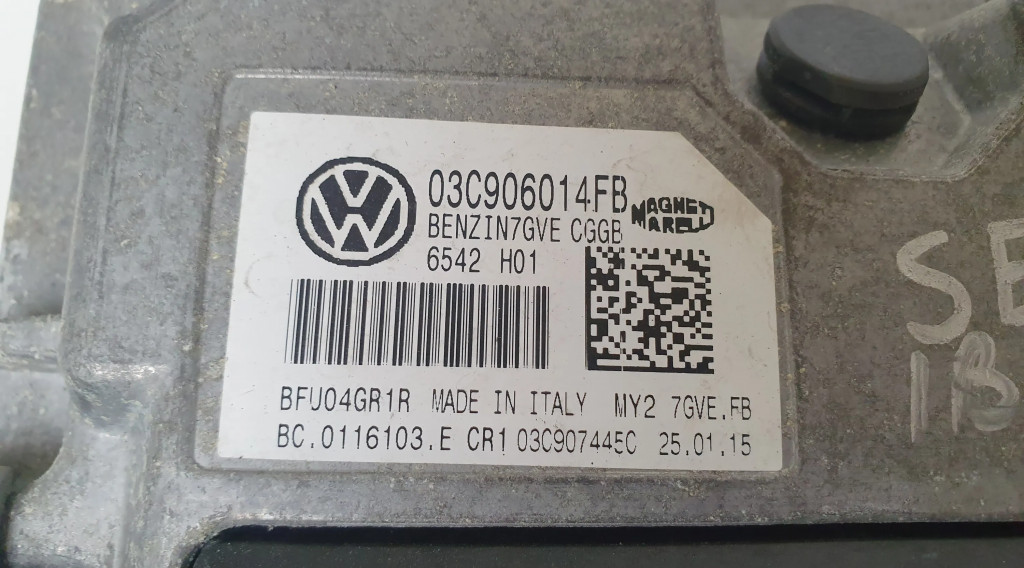 03C906014FB
MAGNETI
MARELLI
BENZIN7GVE CGGB
6542 H01
BFU04GR1R MADE IN ITALY MY2 7GVE.FB
BC.0116103.E CR1 03C907445C 25.01.15
SE